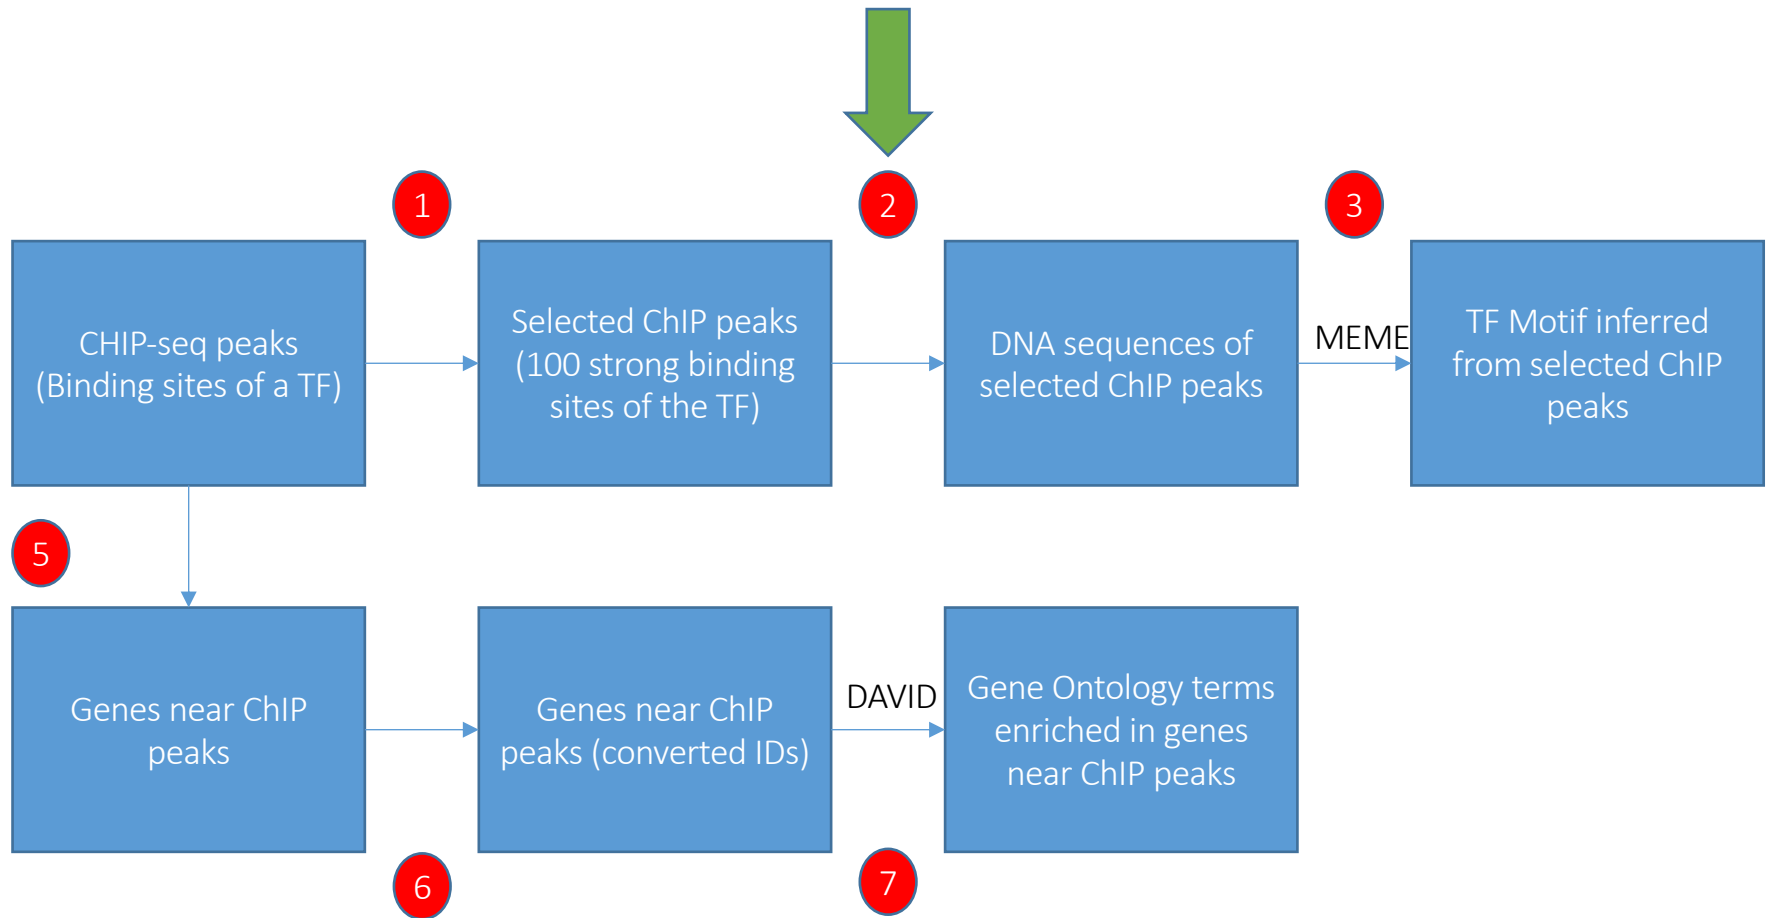 1
2
3
CHIP-seq peaks
(Binding sites of a TF)
Selected ChIP peaks
(100 strong binding
sites of the TF)
DNA sequences of
selected ChIP peaks
MEME
TF Motif inferred
from selected ChIP
peaks
5
Genes near ChIP
peaks
Genes near ChIP
peaks (converted IDs)
DAVID
Gene Ontology terms
enriched in genes
near ChIP peaks
6
7